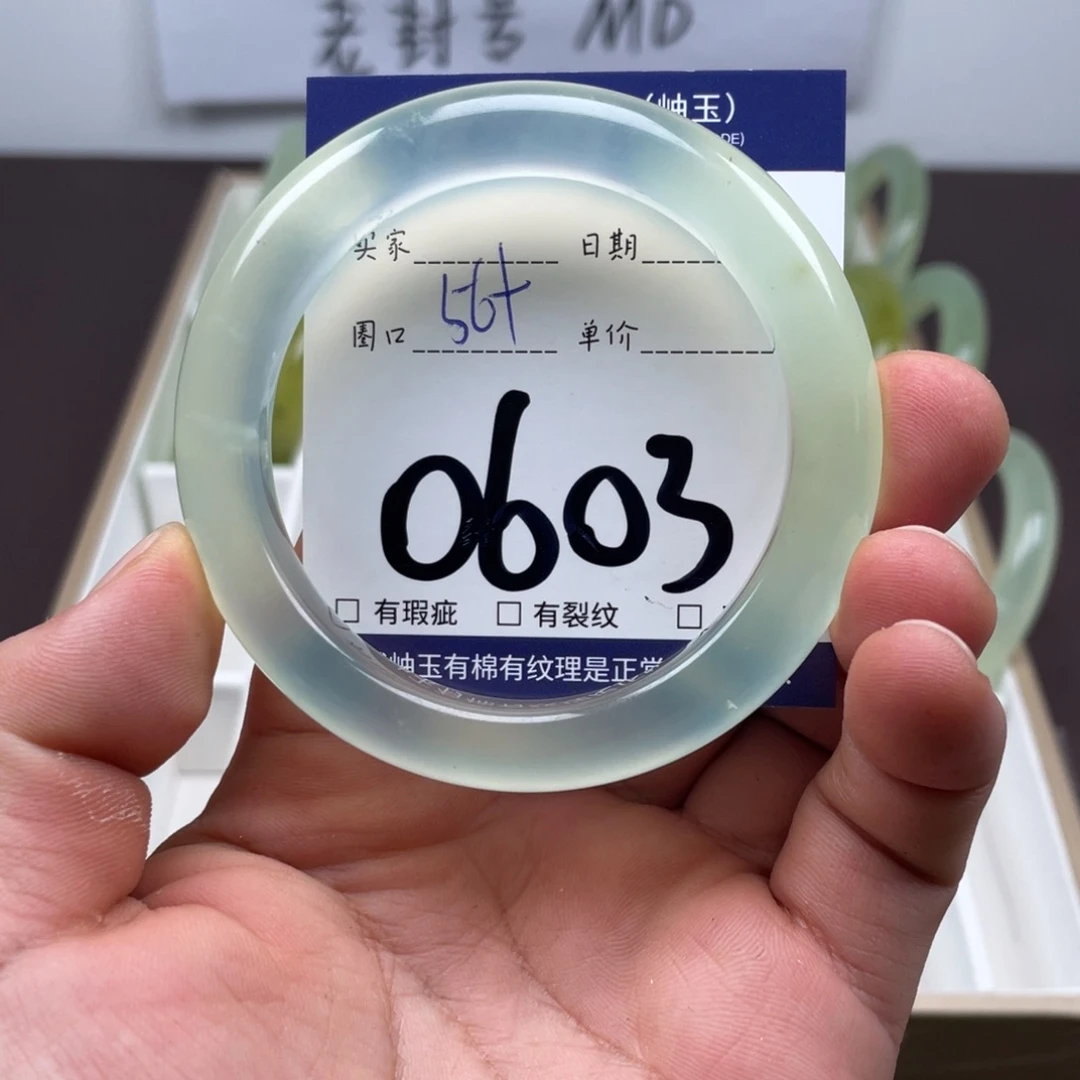 老封号 MD
（岫玉）
DE)
买家 日期
圈口 56+ 单价
0603
□ 有瑕疵 □ 有裂纹 □
岫玉有棉有纹理是正常